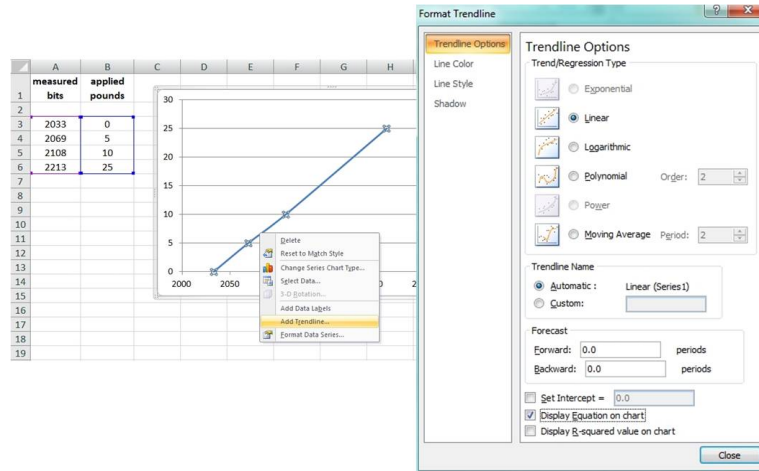 Format Trendline
Trendline Options
Line Color
Line Style
Shadow
Trendline Options
Trend/Regression Type
Exponential
Linear
Logarithmic
Polynomial Order: 2
Power
Moving Average Period: 2
Trendline Name
Automatic : Linear (Series1)
Custom:
Forecast
Forward: 0.0 periods
Backward: 0.0 periods
Set Intercept = 0.0
Display Equation on chart
Display R-squared value on chart
Close
A B C D E F G H
1 measured bits applied pounds
2
3 2033 0
4 2069 5
5 2108 10
6 2213 25
7
8
9
10
11
12
13
14
15
16
17
18
19
30
25
20
15
10
5
0
2000 2050
Delete
Reset to Match Style
Change Series Chart Type...
Select Data...
3-D Rotation...
Add Data Labels
Add Trendline...
Format Data Series...